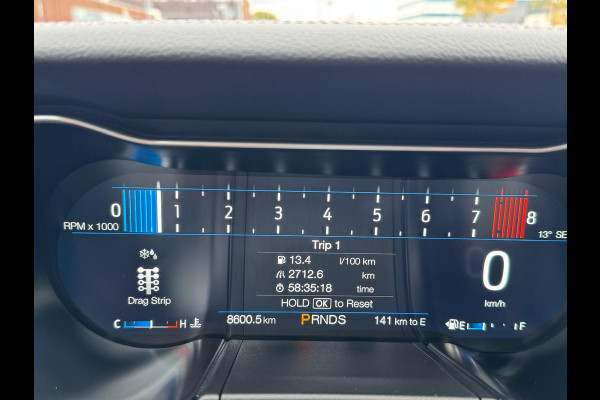 0 1 2 3 4 5 6 7 8
RPM x 1000
13° SE
Trip 1
13.4 l/100 km
2712.6 km
58:35:18 time
HOLD OK to Reset
Drag Strip
0
km/h
C H
8600.5 km PRNDS 141 km to E
E F